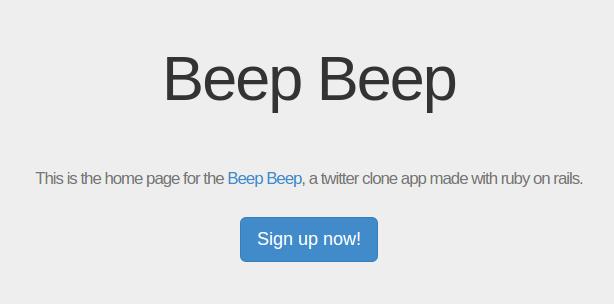 Beep Beep
This is the home page for the Beep Beep, a twitter clone app made with ruby on rails.
Sign up now!